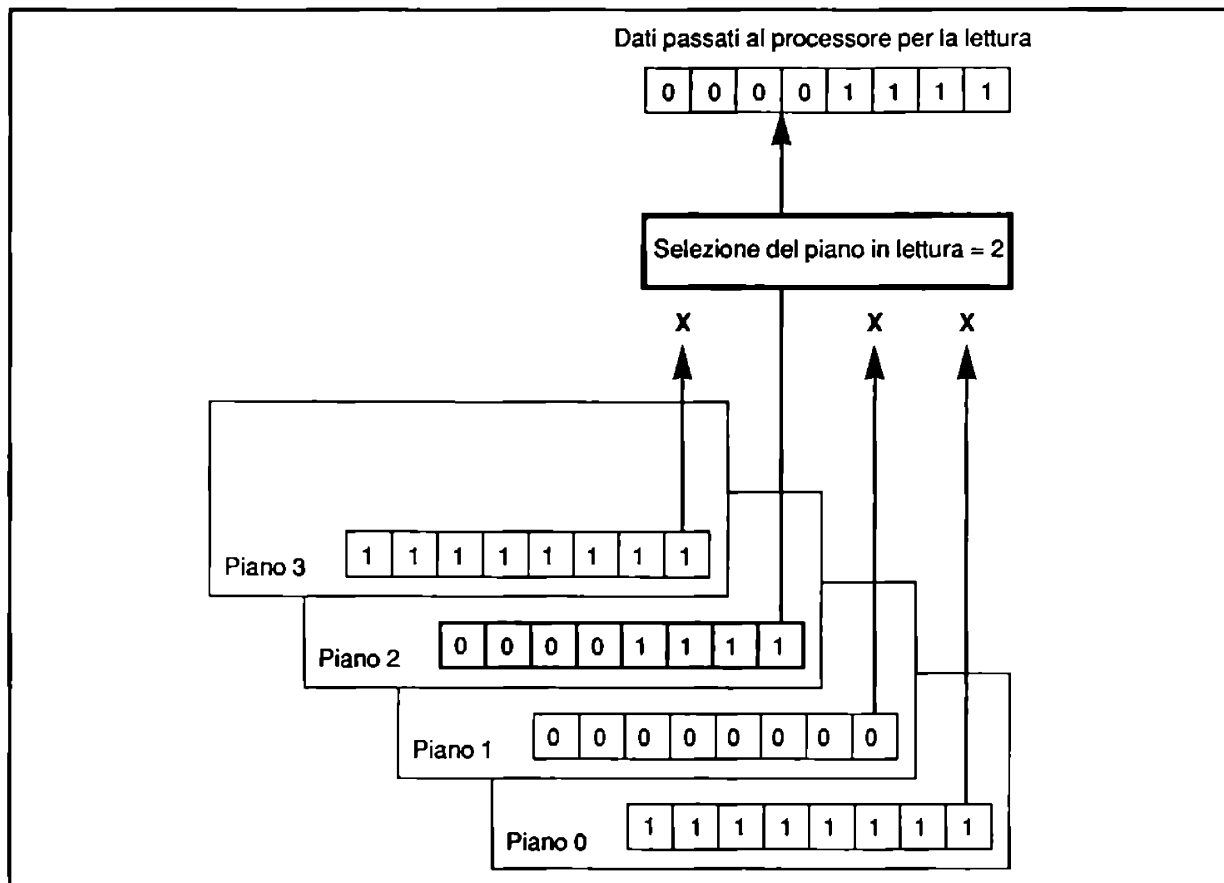 Dati passati al processore per la lettura
0 0 0 0 1 1 1 1
Selezione del piano in lettura = 2
X X X
Piano 3 1 1 1 1 1 1 1 1
Piano 2 0 0 0 0 1 1 1 1
Piano 1 0 0 0 0 0 0 0 0
Piano 0 1 1 1 1 1 1 1 1